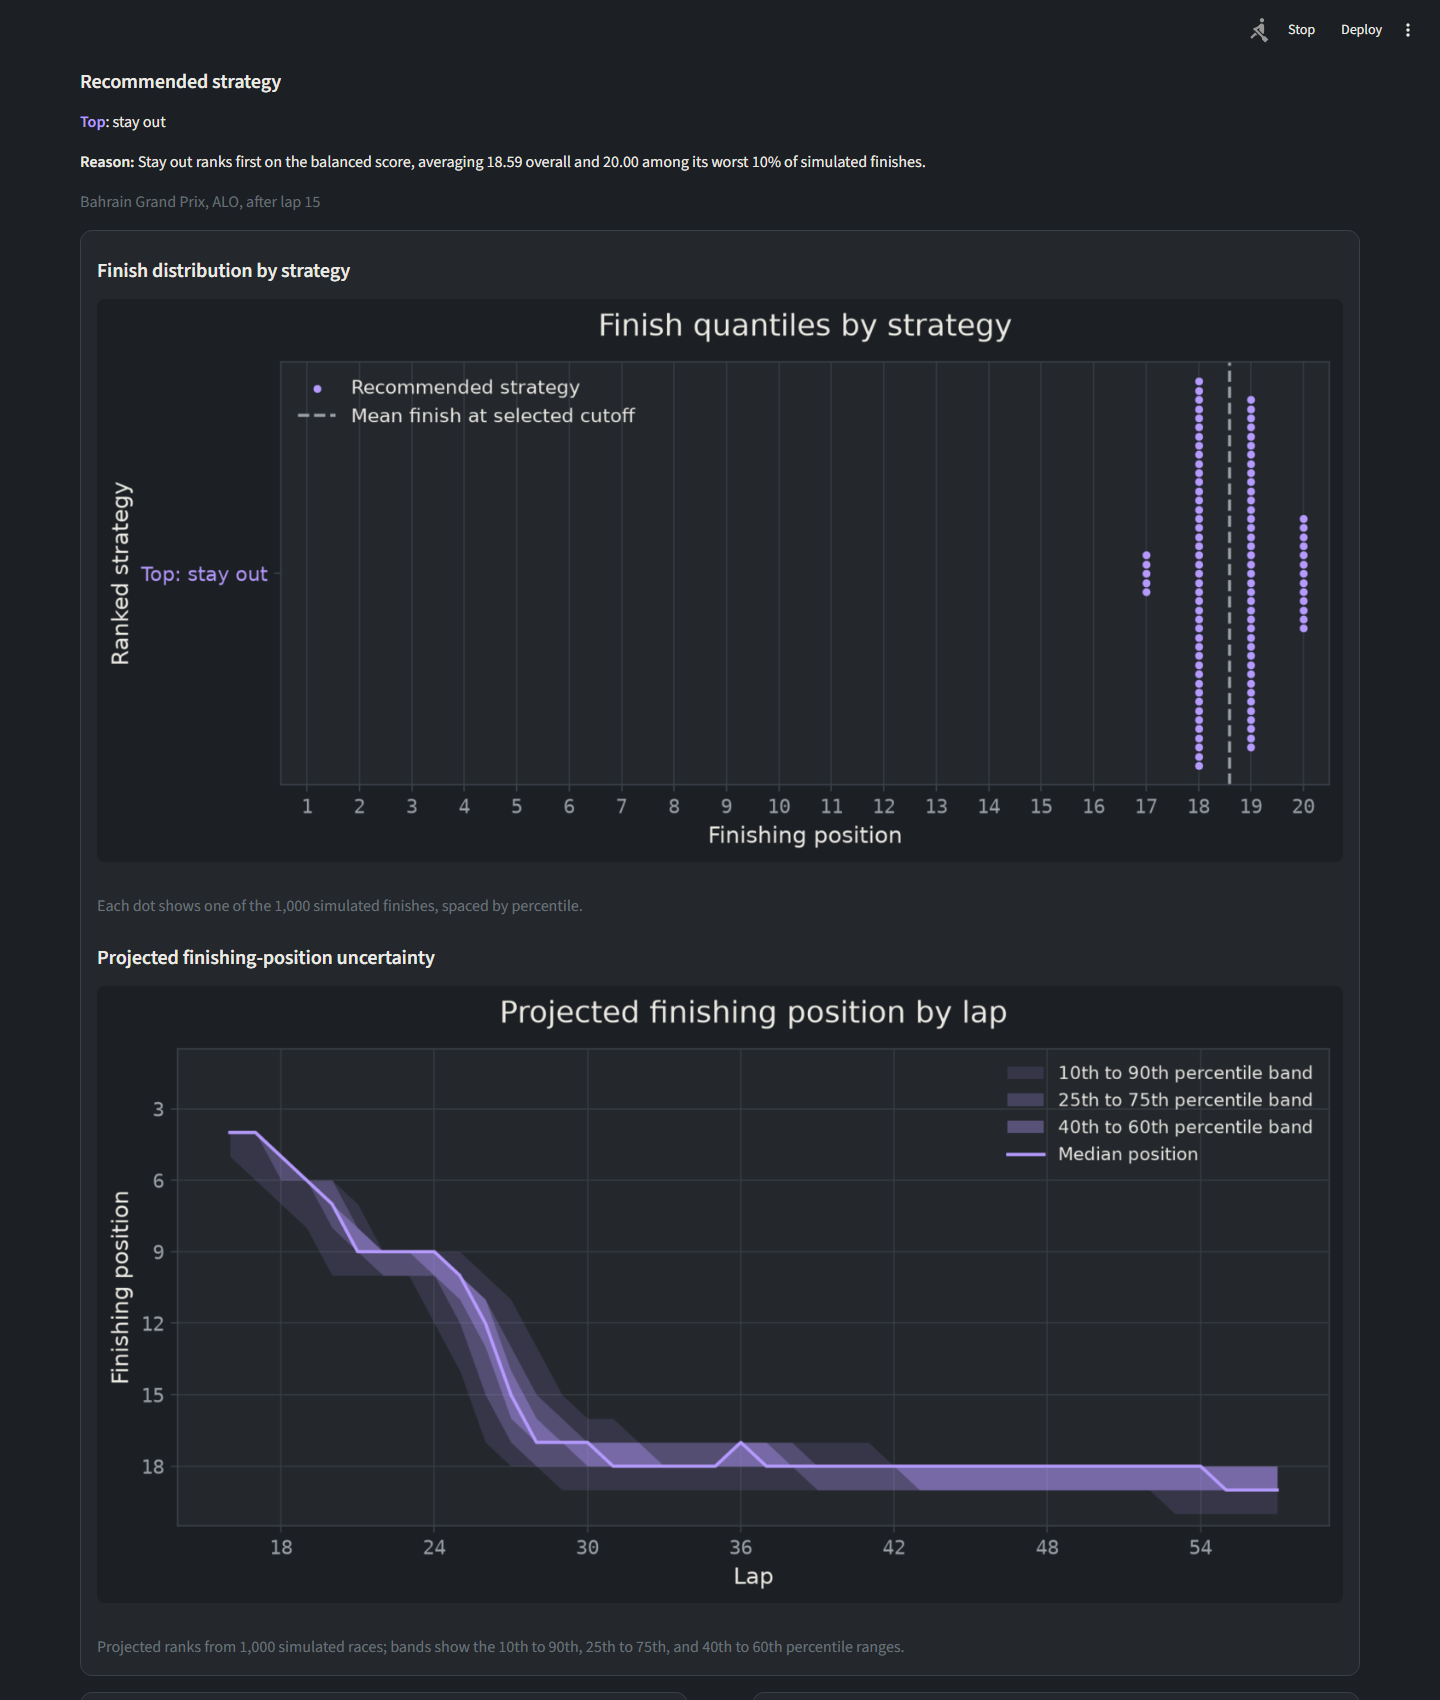 Stop Deploy
Recommended strategy
Top: stay out
Reason: Stay out ranks first on the balanced score, averaging 18.59 overall and 20.00 among its worst 10% of simulated finishes.
Bahrain Grand Prix, ALO, after lap 15
Finish distribution by strategy
Finish quantiles by strategy
Recommended strategy
Mean finish at selected cutoff
Ranked strategy
Top: stay out
1 2 3 4 5 6 7 8 9 10 11 12 13 14 15 16 17 18 19 20
Finishing position
Each dot shows one of the 1,000 simulated finishes, spaced by percentile.
Projected finishing-position uncertainty
Projected finishing position by lap
10th to 90th percentile band
25th to 75th percentile band
40th to 60th percentile band
Median position
Finishing position
3
6
9
12
15
18
18 24 30 36 42 48 54
Lap
Projected ranks from 1,000 simulated races; bands show the 10th to 90th, 25th to 75th, and 40th to 60th percentile ranges.